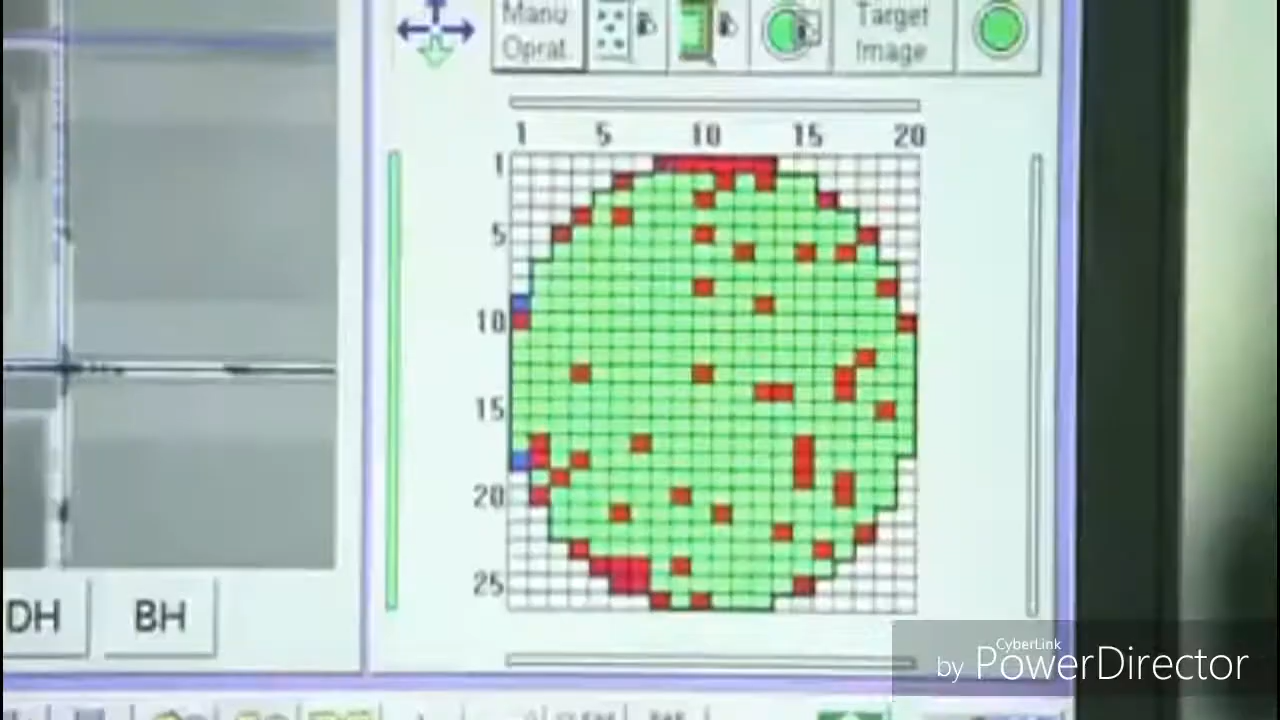 Manu
Oprat.
Target
Image
1 5 10 15 20
1
5
10
15
20
25
DH
BH
CyberLink
by PowerDirector